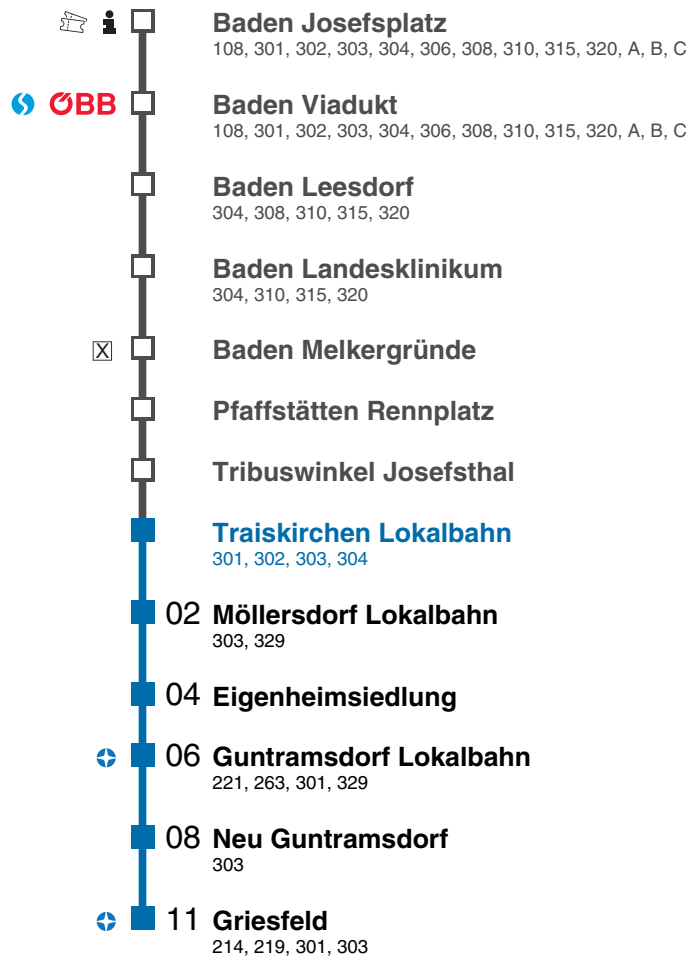 Baden Josefsplatz
108, 301, 302, 303, 304, 306, 308, 310, 315, 320, A, B, C
ÖBB Baden Viadukt
108, 301, 302, 303, 304, 306, 308, 310, 315, 320, A, B, C
Baden Leesdorf
304, 308, 310, 315, 320
Baden Landesklinikum
304, 310, 315, 320
X Baden Melkergründe
Pfaffstätten Rennplatz
Tribuswinkel Josefsthal
Traiskirchen Lokalbahn
301, 302, 303, 304
02 Möllersdorf Lokalbahn
303, 329
04 Eigenheimsiedlung
06 Guntramsdorf Lokalbahn
221, 263, 301, 329
08 Neu Guntramsdorf
303
11 Griesfeld
214, 219, 301, 303